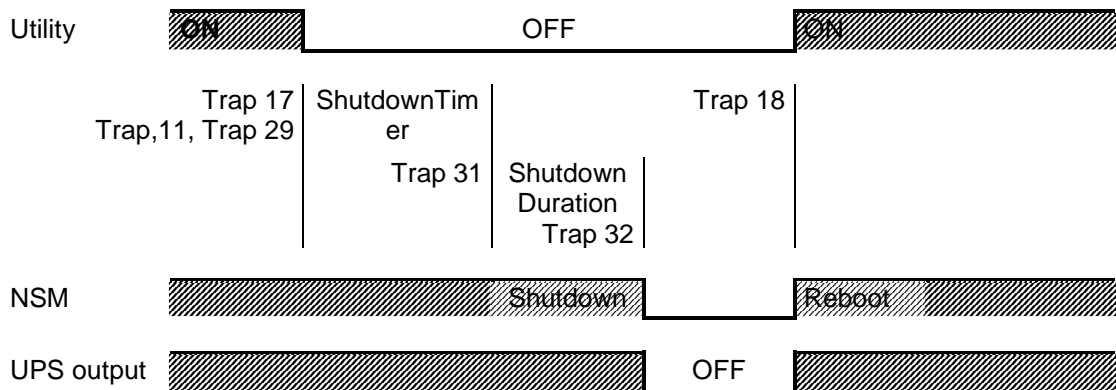 Utility ON OFF ON
Trap 17 ShutdownTim Trap 18
Trap,11, Trap 29 er
Trap 31 Shutdown
Duration
Trap 32
NSM Shutdown Reboot
UPS output OFF